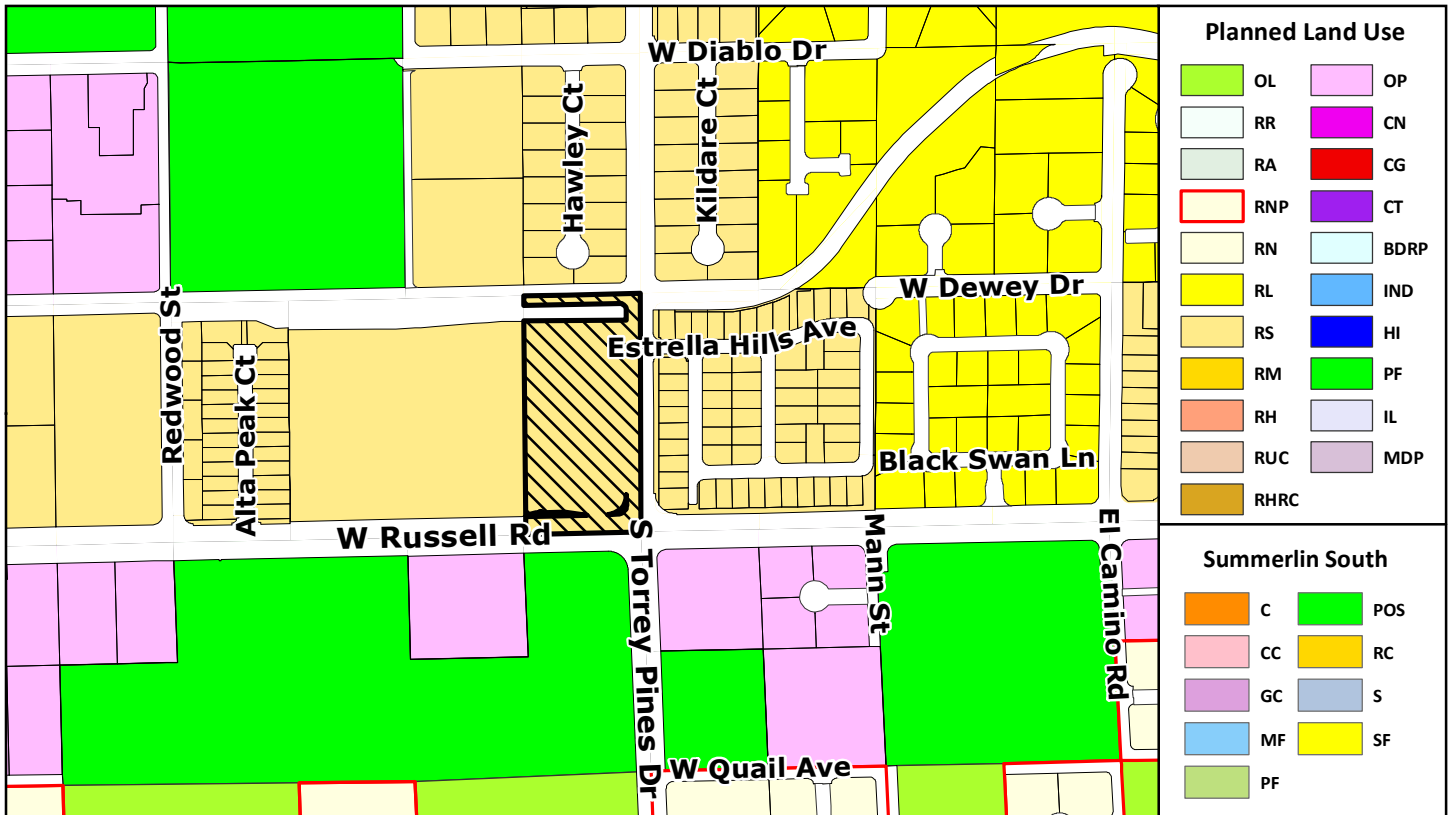 W Diablo Dr
Hawley Ct
Kildare Ct
W Dewey Dr
Redwood St
Estrella Hills Ave
Alta Peak Ct
Black Swan Ln
W Russell Rd
S Torrey Pines Dr
Mann St
El Camino Rd
W Quail Ave
Planned Land Use
OL OP
RR CN
RA CG
RNP CT
RN BDRP
RL IND
RS HI
RM PF
RH IL
RUC MDP
RHRC
Summerlin South
C POS
CC RC
GC S
MF SF
PF